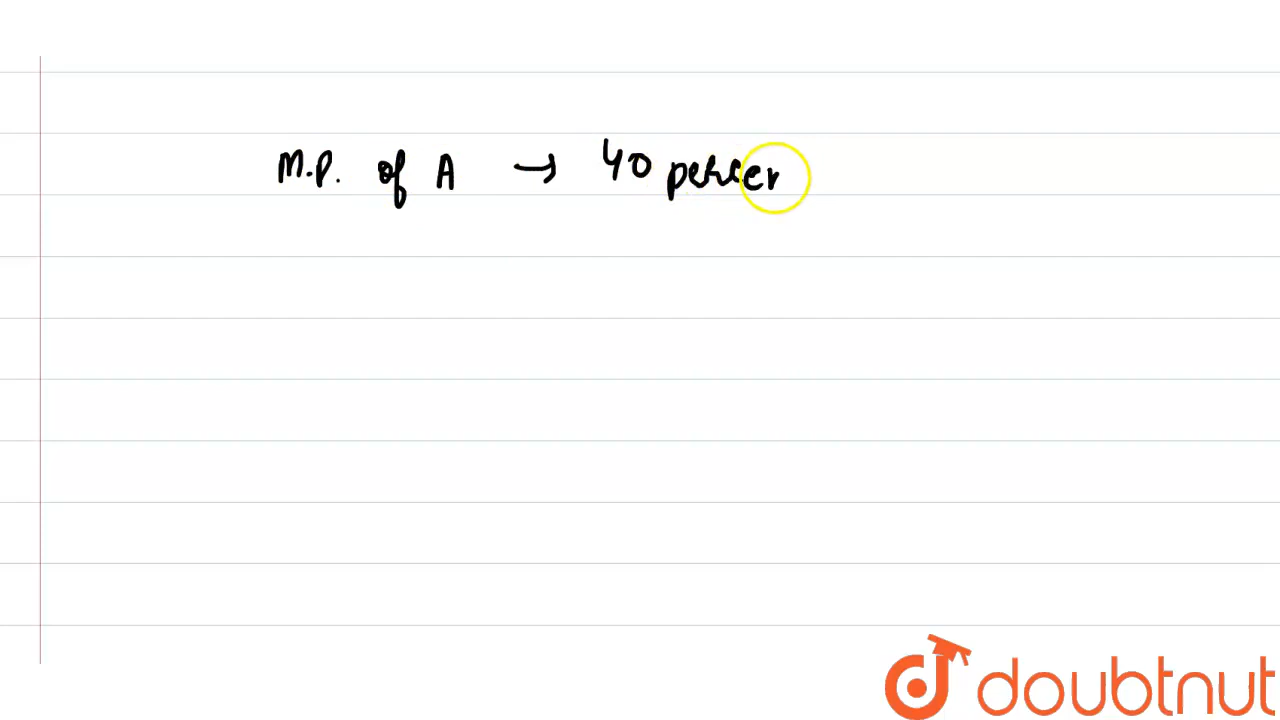 M.P. of A → 40 percer
doubtnut